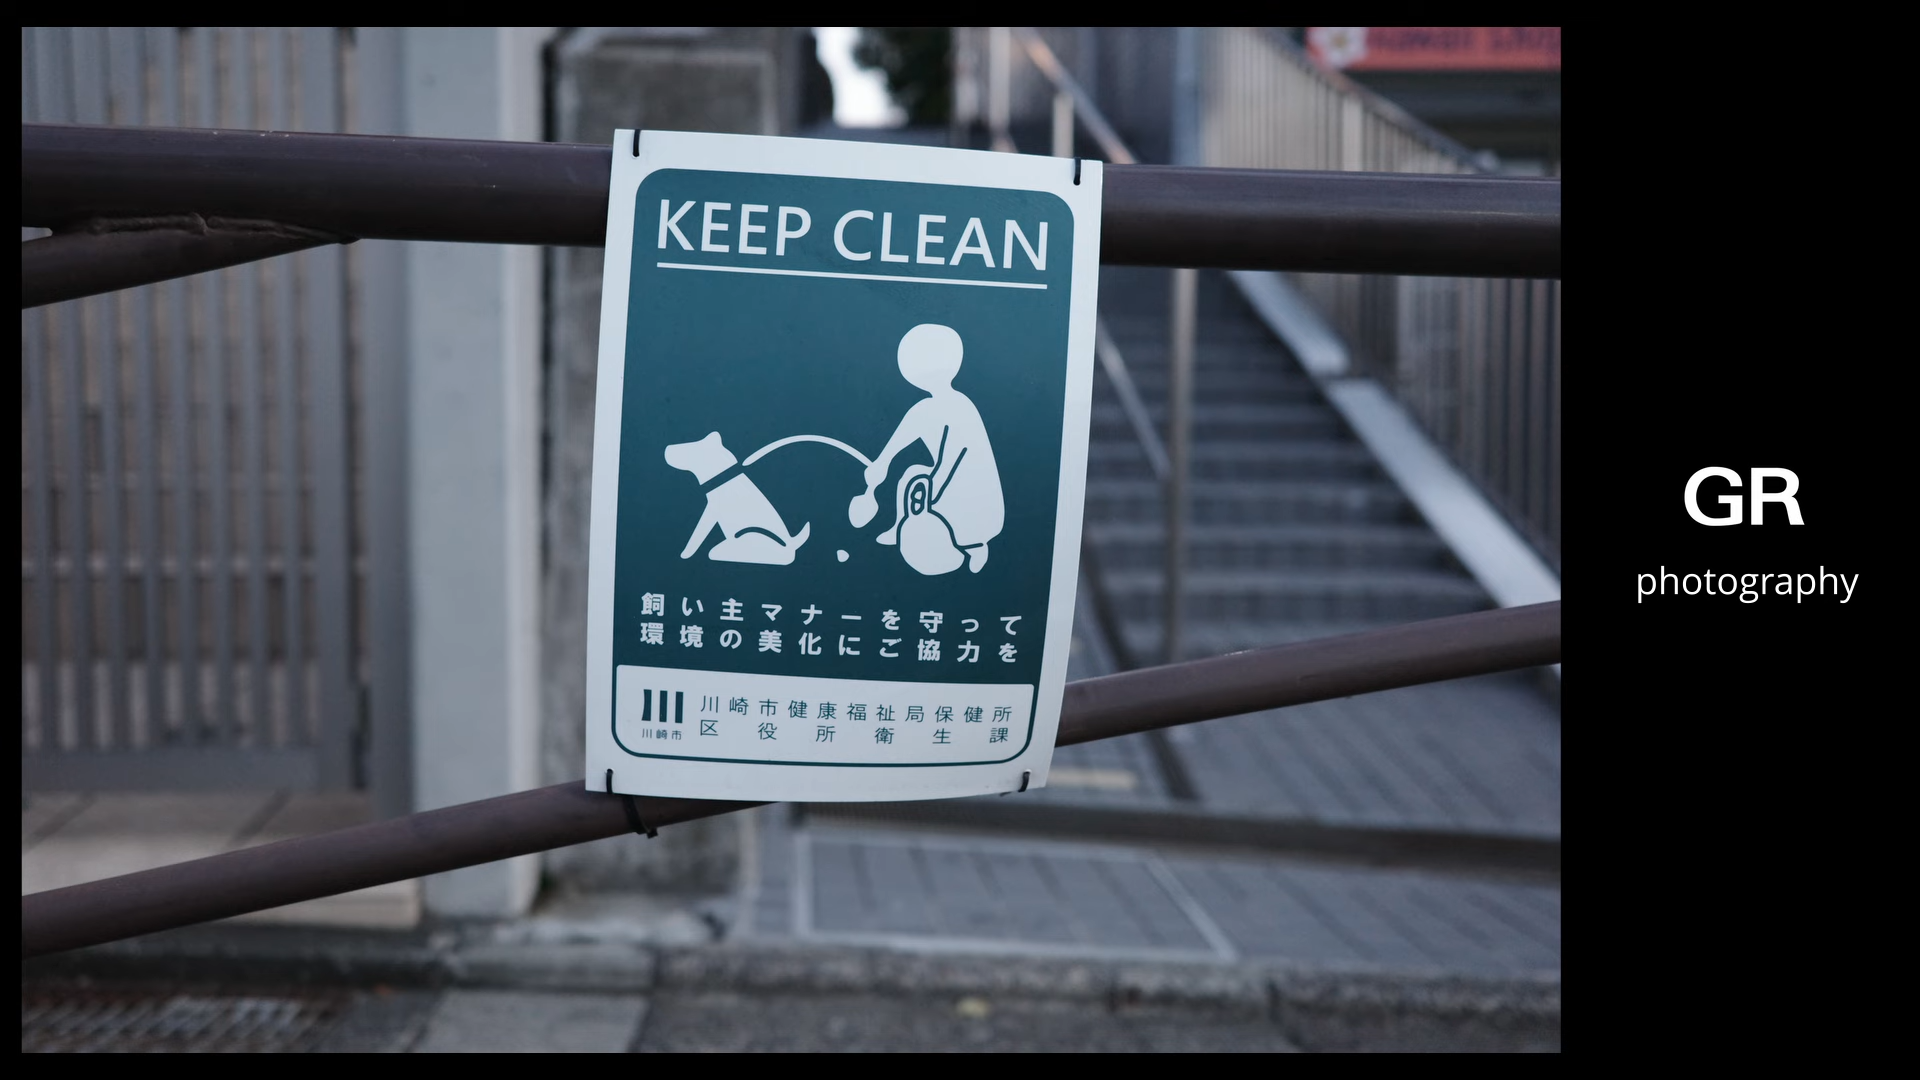 KEEP CLEAN
飼い主マナーを守って
環境の美化にご協力を
川崎市
川崎市健康福祉局保健所
区役所衛生課
GR
photography